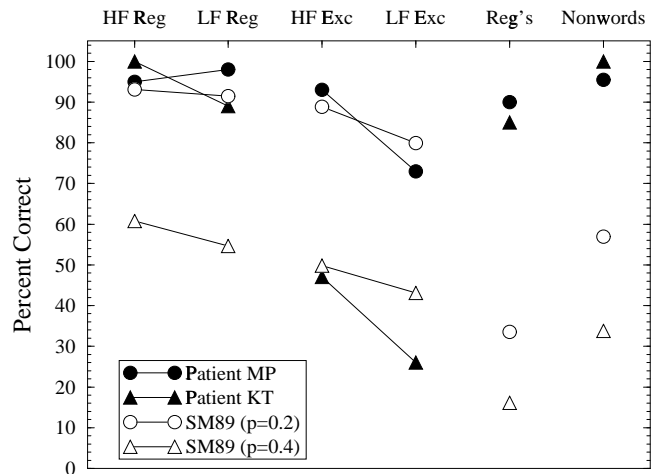 HF Reg LF Reg HF Exc LF Exc Reg's Nonwords
100
90
80
70
60
50
40
30
20
10
0
Percent Correct
Patient MP
Patient KT
SM89 (p=0.2)
SM89 (p=0.4)